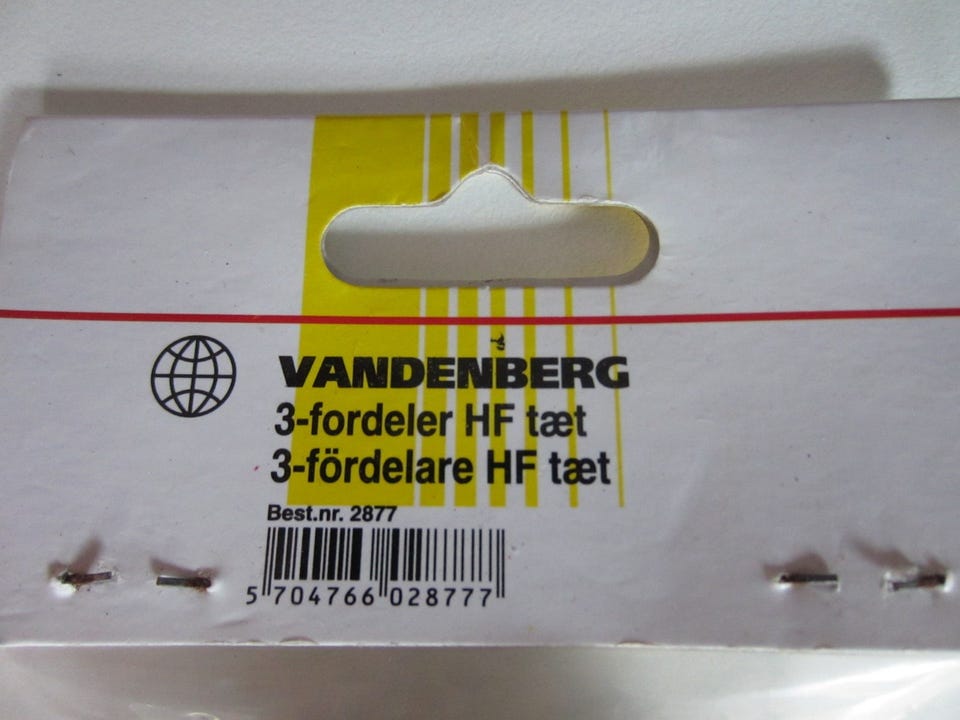 VANDENBERG
3-fordeler HF tæt
3-fördelare HF tæt
Best.nr. 2877
5 704766 028777